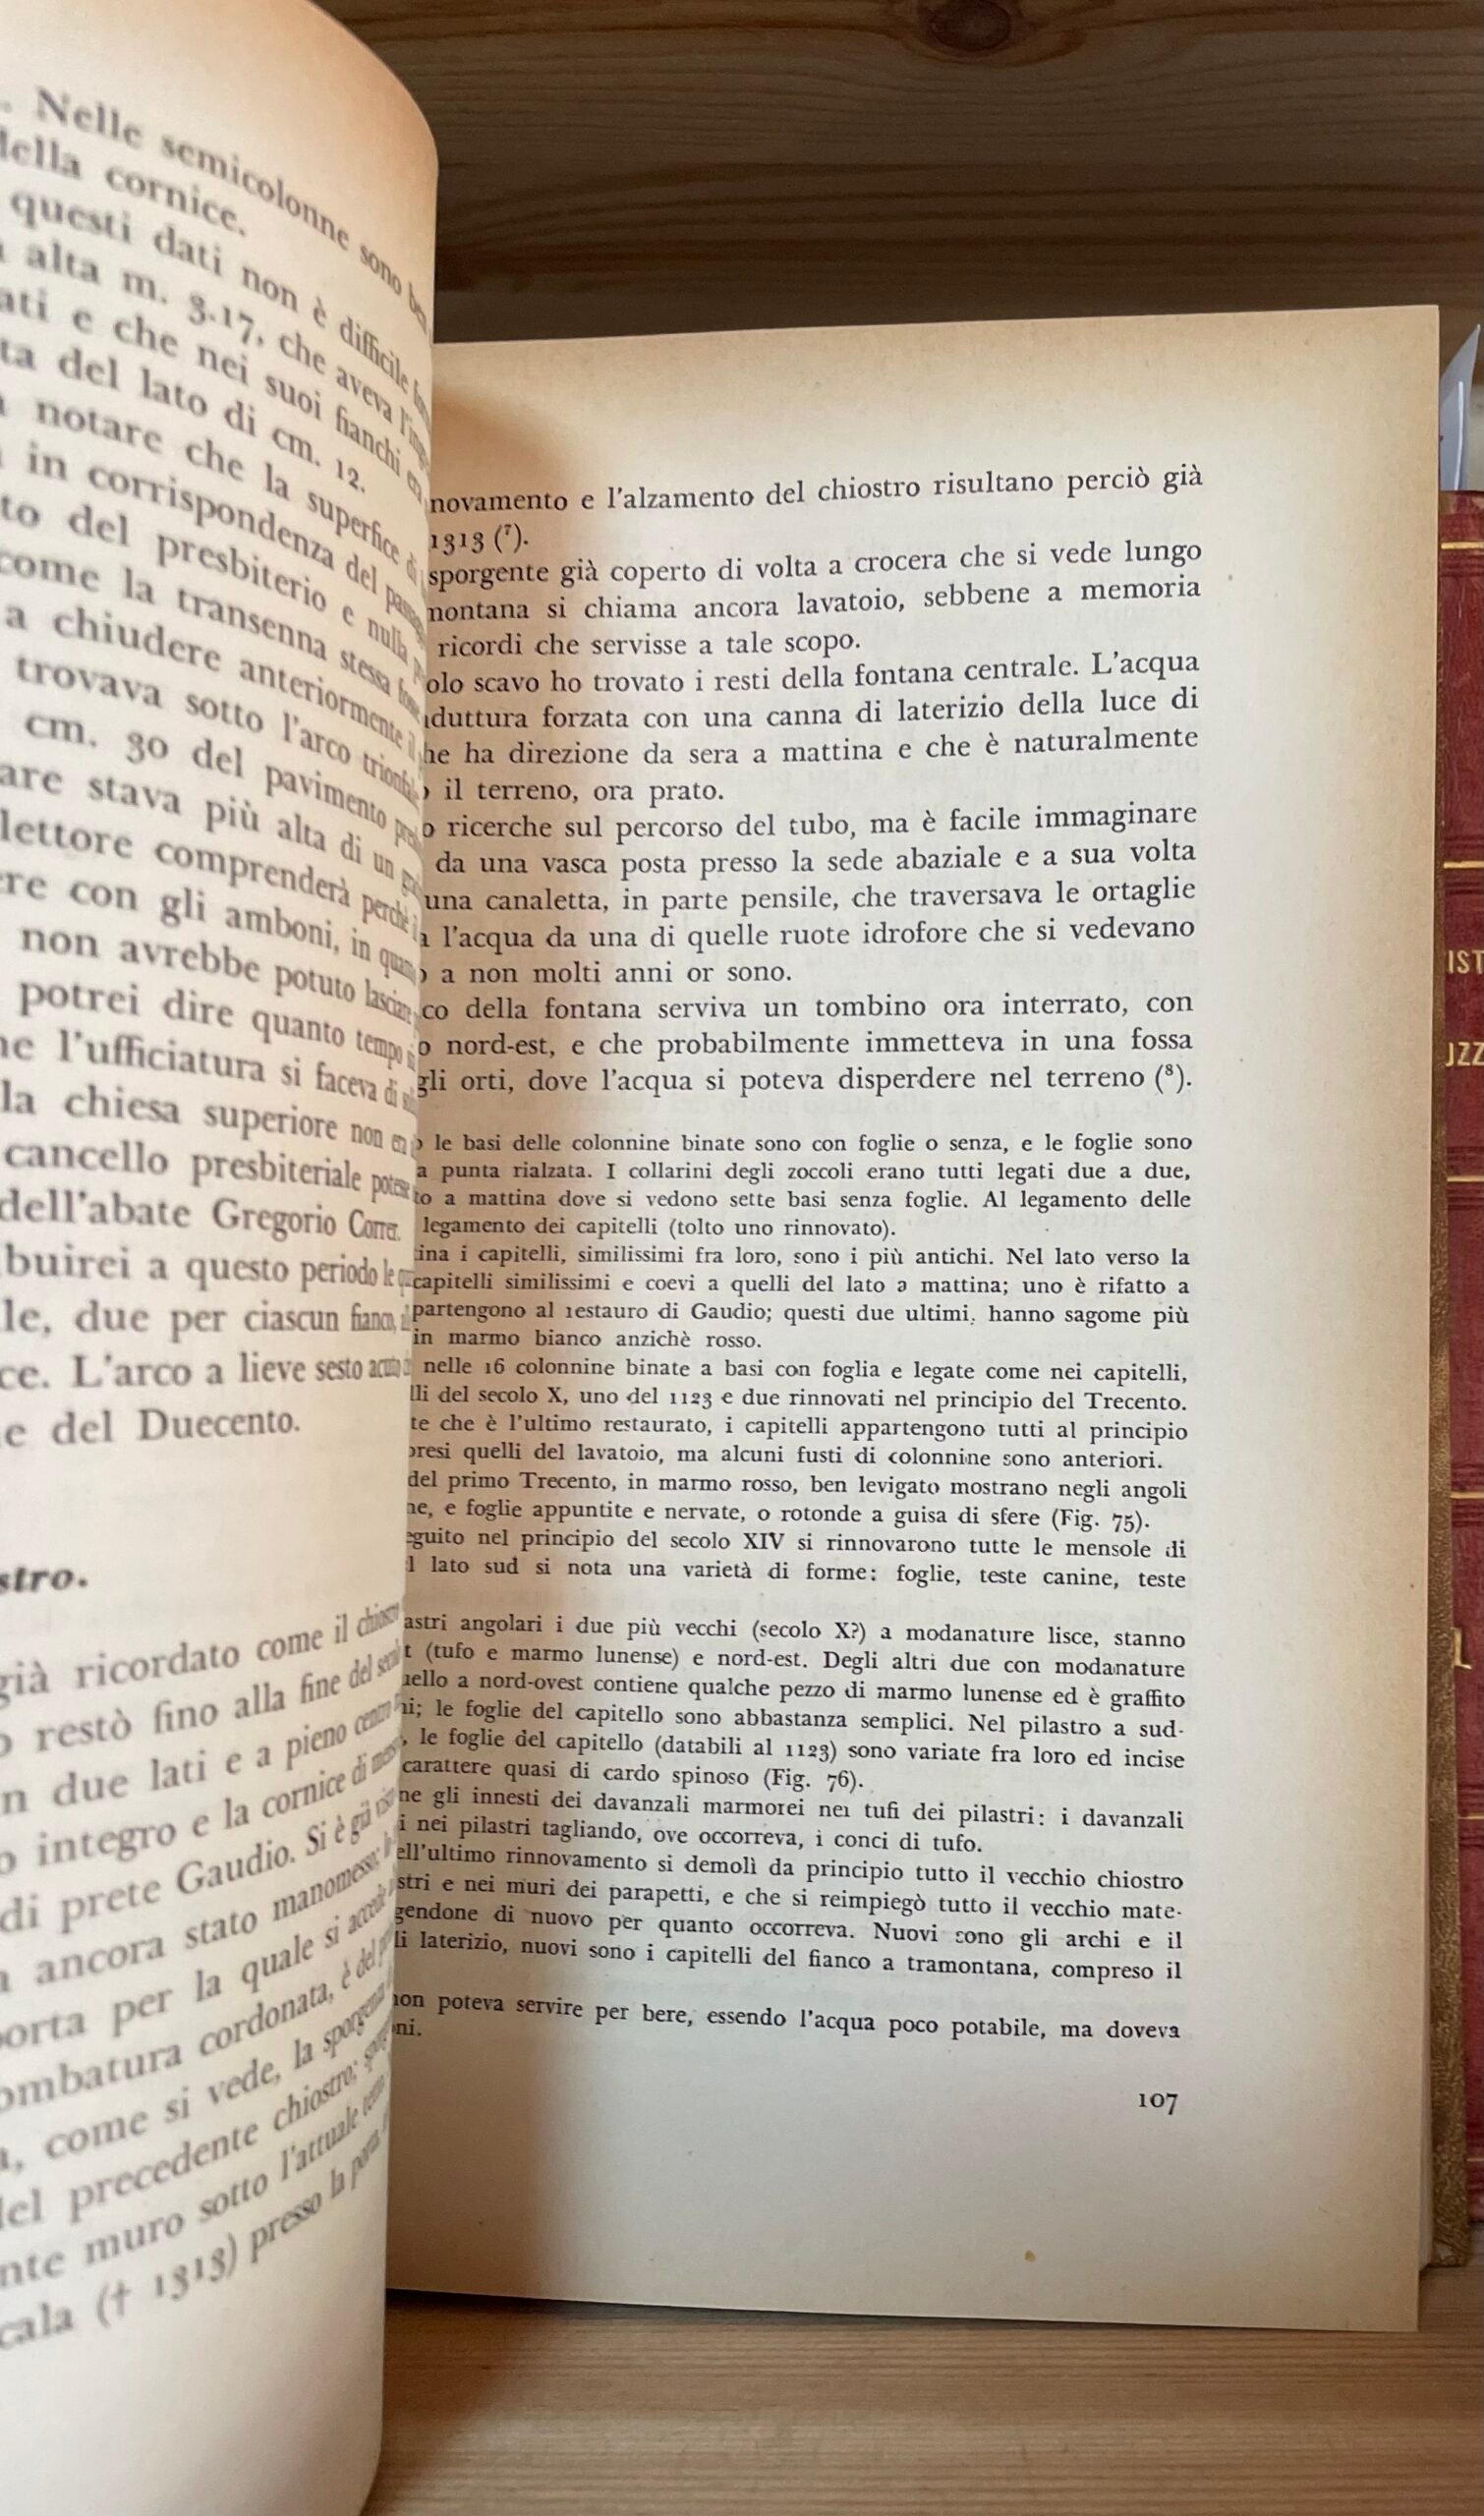 Nelle semicolonne sono
della cornice.
questi dati non è difficile
alta m. 3.17, che aveva
e che nei suoi fianchi
del lato di cm. 12.
notare che la superfice di
in corrispondenza del
del presbiterio e nulla
come la transenna stessa
a chiudere anteriormente il
trovava sotto l'arco trionfale
cm. 30 del pavimento
stava più alta di un
lettore comprenderà perchè
con gli amboni, in quanto
non avrebbe potuto lasciare
potrei dire quanto tempo
l'ufficiatura si faceva di
la chiesa superiore non
cancello presbiteriale potesse
dell'abate Gregorio Correr.
buirei a questo periodo le
le, due per ciascun fianco,
ce. L'arco a lieve sesto acuto
e del Duecento.
stro.
già ricordato come il chiostro
restò fino alla fine del
n due lati e a pieno centro
integro e la cornice di
di prete Gaudio. Si è già
ancora stato manomesso;
porta per la quale si accede
ombatura cordonata, è del
, come si vede, la sporgenza
del precedente chiostro;
nte muro sotto l'attuale
cala († 1313) presso la porta
novamento e l'alzamento del chiostro risultano perciò già
1313 (7).
sporgente già coperto di volta a crocera che si vede lungo
montana si chiama ancora lavatoio, sebbene a memoria
ricordi che servisse a tale scopo.
olo scavo ho trovato i resti della fontana centrale. L'acqua
duttura forzata con una canna di laterizio della luce di
he ha direzione da sera a mattina e che è naturalmente
il terreno, ora prato.
o ricerche sul percorso del tubo, ma è facile immaginare
da una vasca posta presso la sede abaziale e a sua volta
una canaletta, in parte pensile, che traversava le ortaglie
a l'acqua da una di quelle ruote idrofore che si vedevano
a non molti anni or sono.
co della fontana serviva un tombino ora interrato, con
o nord-est, e che probabilmente immetteva in una fossa
gli orti, dove l'acqua si poteva disperdere nel terreno (8).
le basi delle colonnine binate sono con foglie o senza, e le foglie sono
a punta rialzata. I collarini degli zoccoli erano tutti legati due a due,
to a mattina dove si vedono sette basi senza foglie. Al legamento delle
legamento dei capitelli (tolto uno rinnovato).
ina i capitelli, similissimi fra loro, sono i più antichi. Nel lato verso la
capitelli similissimi e coevi a quelli del lato a mattina; uno è rifatto a
partengono al restauro di Gaudio; questi due ultimi, hanno sagome più
in marmo bianco anzichè rosso.
nelle 16 colonnine binate a basi con foglia e legate come nei capitelli,
lli del secolo X, uno del 1123 e due rinnovati nel principio del Trecento.
te che è l'ultimo restaurato, i capitelli appartengono tutti al principio
presi quelli del lavatoio, ma alcuni fusti di colonnine sono anteriori.
del primo Trecento, in marmo rosso, ben levigato mostrano negli angoli
ne, e foglie appuntite e nervate, o rotonde a guisa di sfere (Fig. 75).
eguito nel principio del secolo XIV si rinnovarono tutte le mensole di
l lato sud si nota una varietà di forme: foglie, teste canine, teste
astri angolari i due più vecchi (secolo X?) a modanature lisce, stanno
t (tufo e marmo lunense) e nord-est. Degli altri due con modanature
uello a nord-ovest contiene qualche pezzo di marmo lunense ed è graffito
ni; le foglie del capitello sono abbastanza semplici. Nel pilastro a sud-
, le foglie del capitello (databili al 1123) sono variate fra loro ed incise
carattere quasi di cardo spinoso (Fig. 76).
ne gli innesti dei davanzali marmorei nei tufi dei pilastri: i davanzali
i nei pilastri tagliando, ove occorreva, i conci di tufo.
ell'ultimo rinnovamento si demolì da principio tutto il vecchio chiostro
stri e nei muri dei parapetti, e che si reimpiegò tutto il vecchio mate-
gendone di nuovo per quanto occorreva. Nuovi sono gli archi e il
li laterizio, nuovi sono i capitelli del fianco a tramontana, compreso il
non poteva servire per bere, essendo l'acqua poco potabile, ma doveva
ni.
107
IST
UZZ